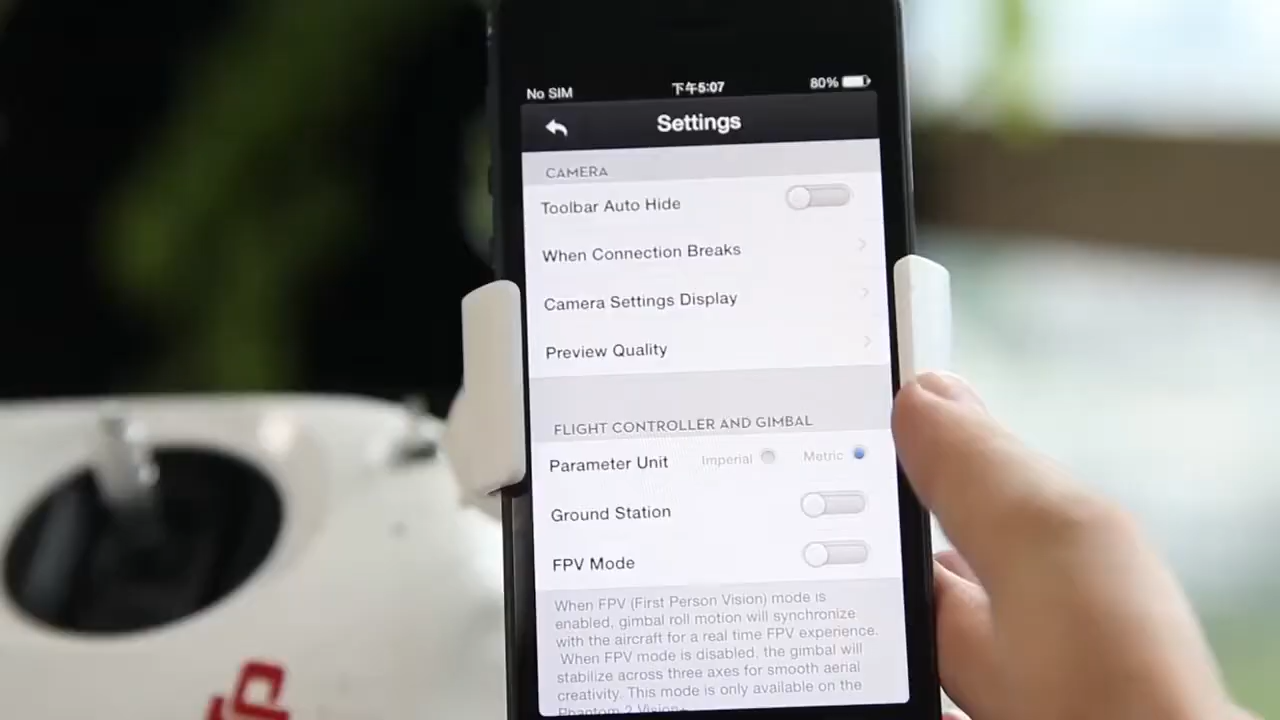 No SIM 下午5:07 80%
Settings
CAMERA
Toolbar Auto Hide
When Connection Breaks
Camera Settings Display
Preview Quality
FLIGHT CONTROLLER AND GIMBAL
Parameter Unit Imperial Metric
Ground Station
FPV Mode
When FPV (First Person Vision) mode is
enabled, gimbal roll motion will synchronize
with the aircraft for a real time FPV experience.
When FPV mode is disabled, the gimbal will
stabilize across three axes for smooth aerial
creativity. This mode is only available on the
Phantom 2 Vision+